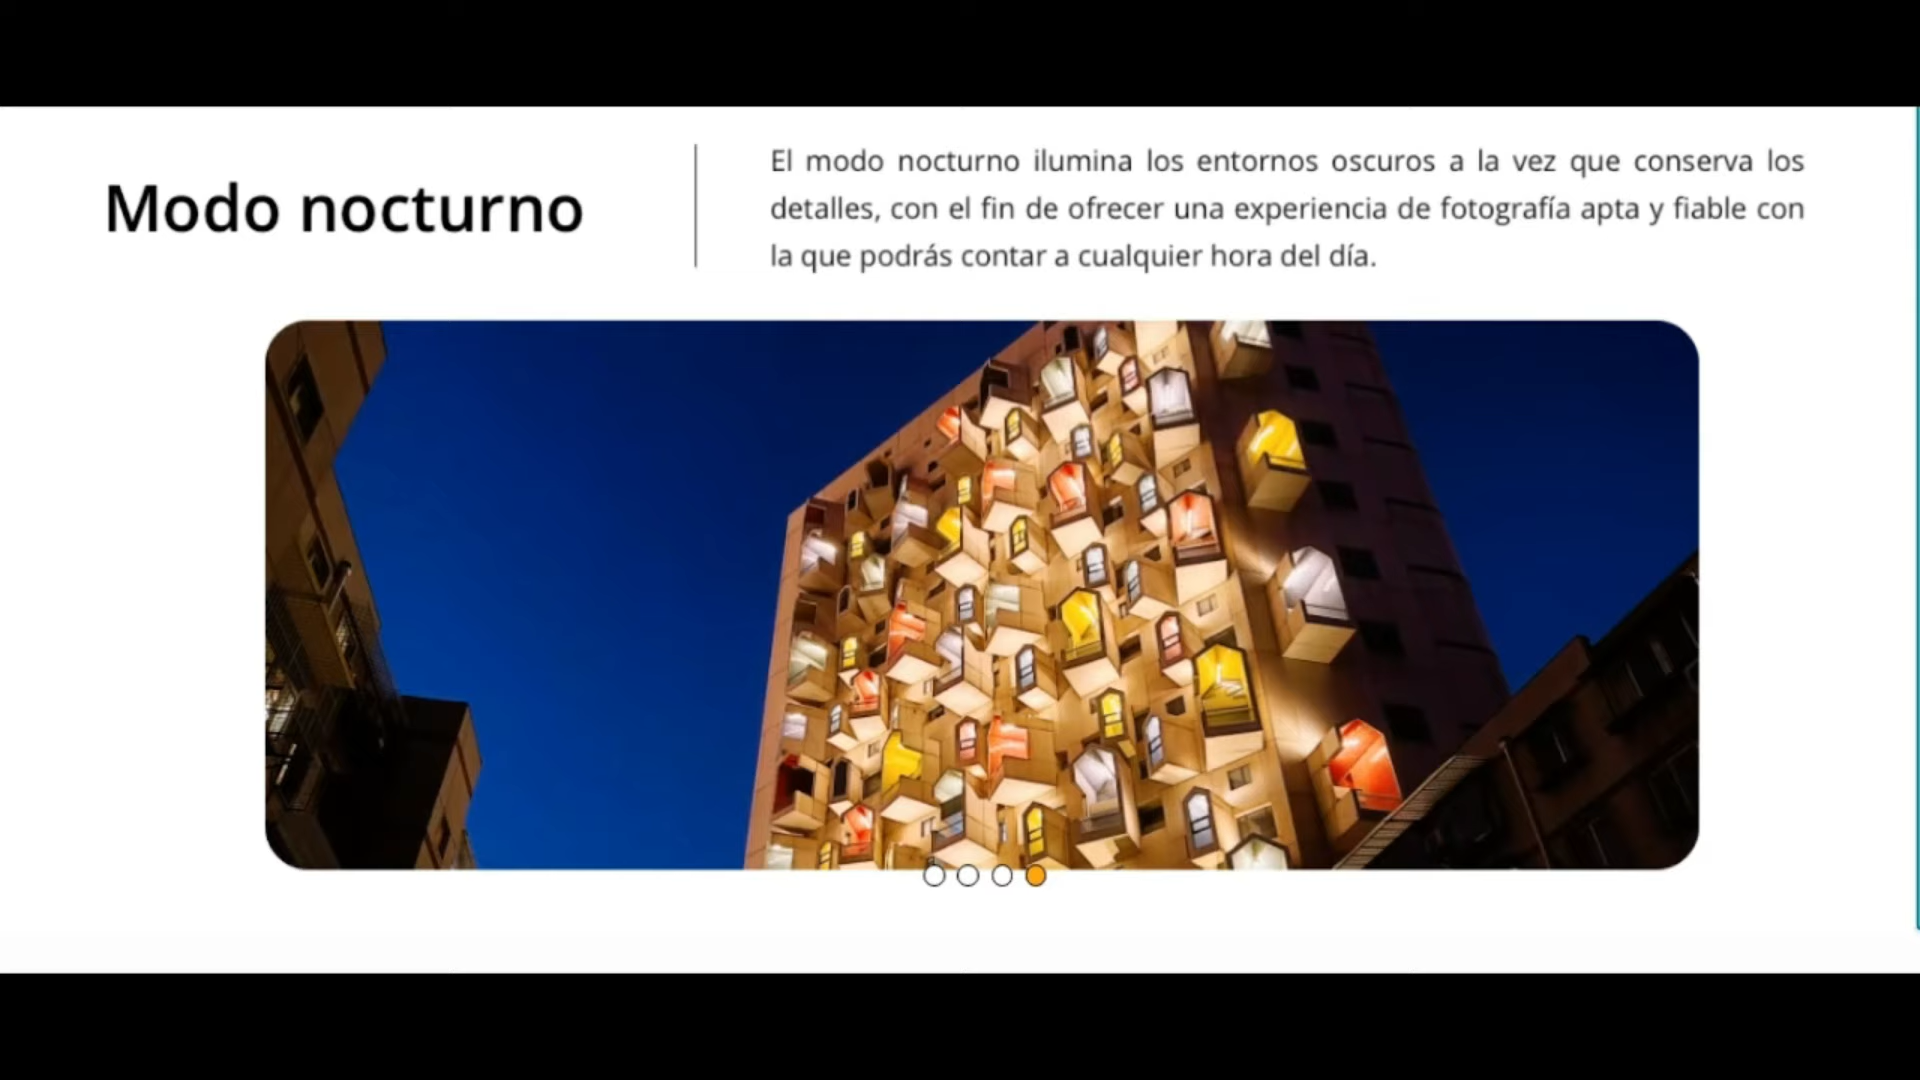 Modo nocturno
El modo nocturno ilumina los entornos oscuros a la vez que conserva los
detalles, con el fin de ofrecer una experiencia de fotografía apta y fiable con
la que podrás contar a cualquier hora del día.